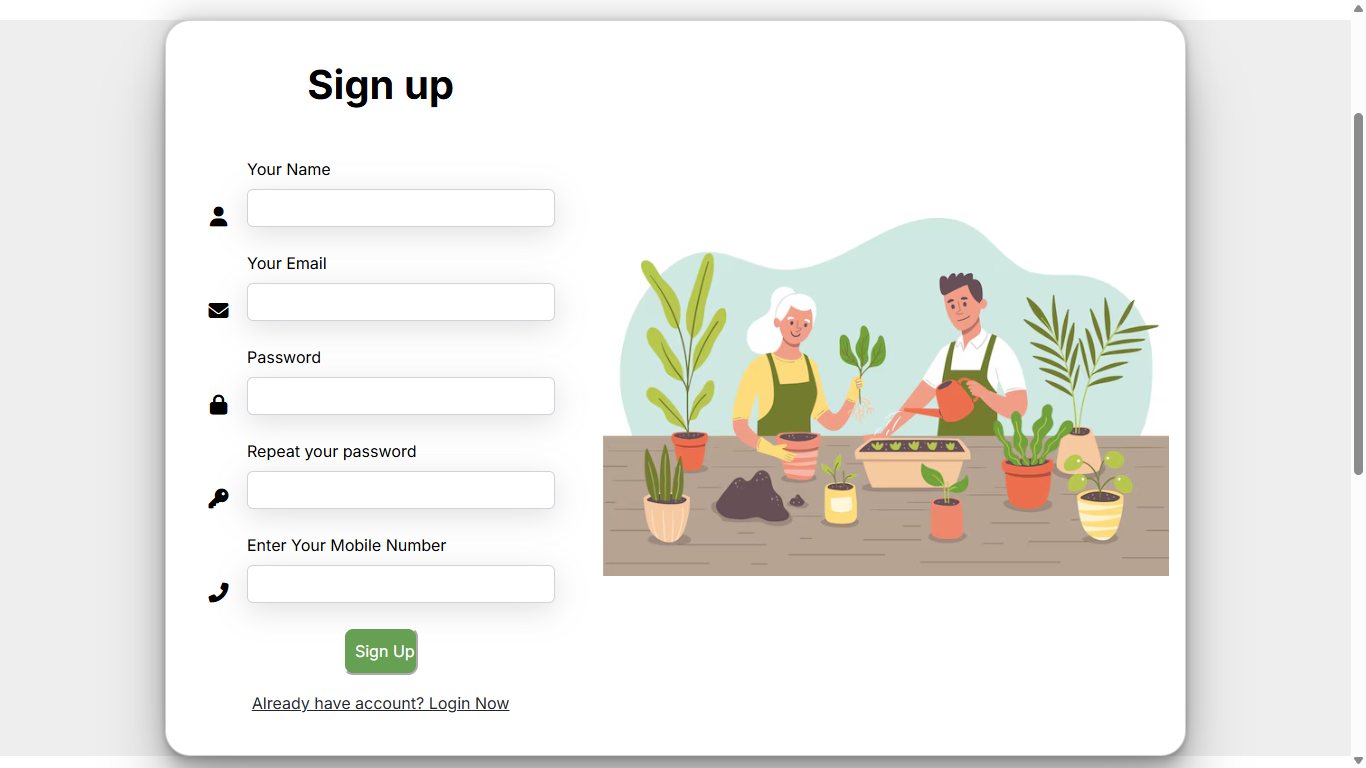 Sign up
Your Name
Your Email
Password
Repeat your password
Enter Your Mobile Number
Sign Up
Already have account? Login Now